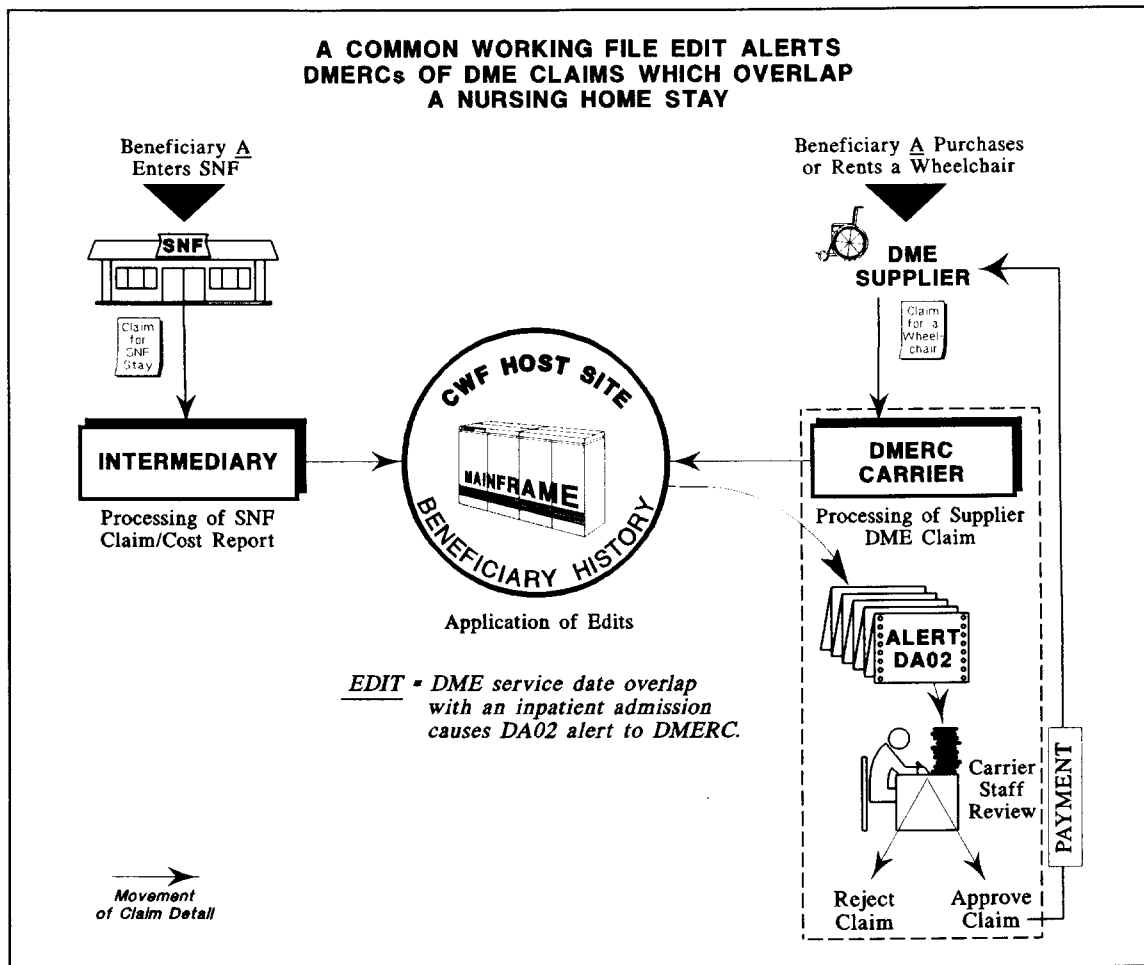 A COMMON WORKING FILE EDIT ALERTS
DMERCs OF DME CLAIMS WHICH OVERLAP
A NURSING HOME STAY
Beneficiary A
Enters SNF
SNF
Claim
for
SNF
Stay
INTERMEDIARY
Processing of SNF
Claim/Cost Report
CWF HOST SITE
MAINFRAME
BENEFICIARY HISTORY
Application of Edits
EDIT = DME service date overlap
with an inpatient admission
causes DA02 alert to DMERC.
Beneficiary A Purchases
or Rents a Wheelchair
DME
SUPPLIER
Claim
for a
Wheel-
chair
DMERC
CARRIER
Processing of Supplier
DME Claim
ALERT
DA02
Carrier
Staff
Review
Reject
Claim
Approve
Claim
PAYMENT
Movement
of Claim Detail